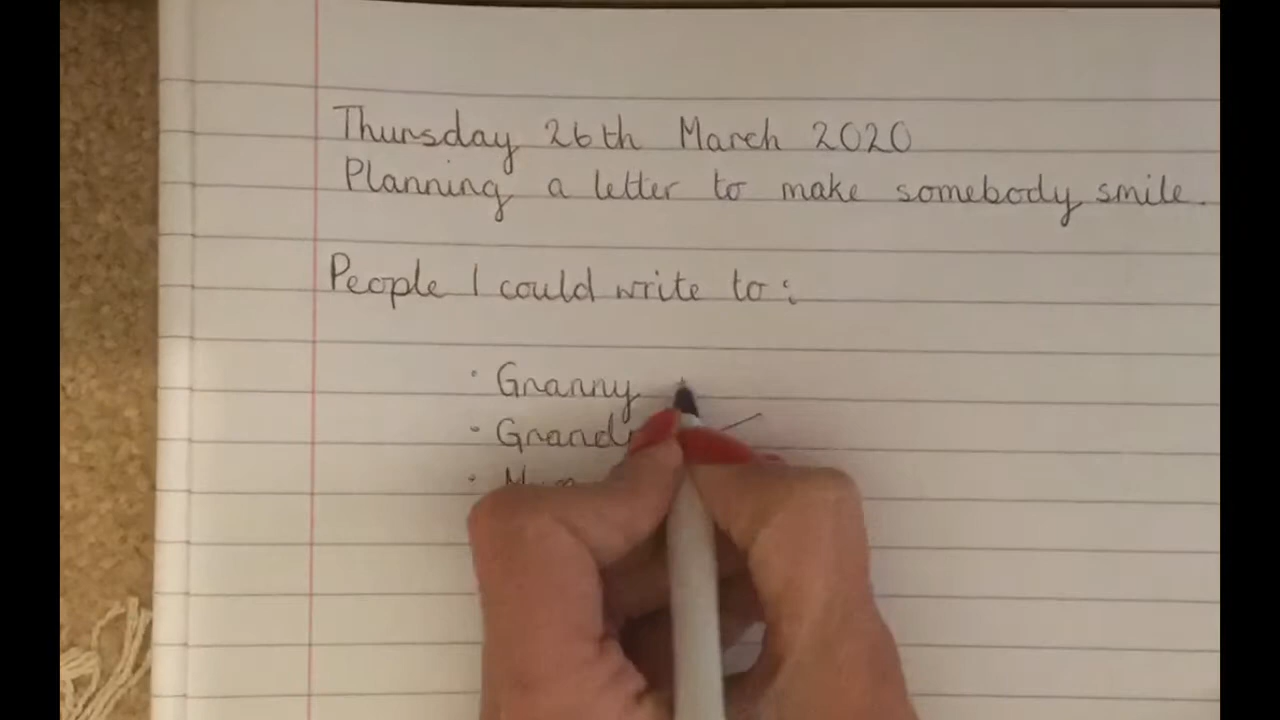 Thursday 26th March 2020
Planning a letter to make somebody smile.
People I could write to:
· Granny